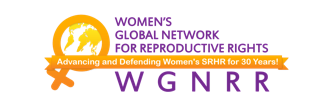 WOMEN'S
GLOBAL NETWORK
FOR REPRODUCTIVE RIGHTS
Advancing and Defending Women's SRHR for 30 Years!
WGNRR